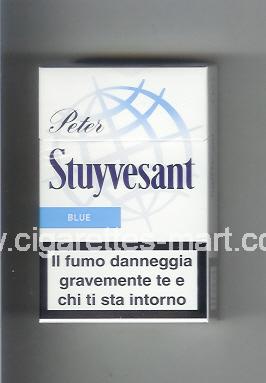 Peter
Stuyvesant
BLUE
www.cigarettes-mart.com
Il fumo danneggia
gravemente te e
chi ti sta intorno